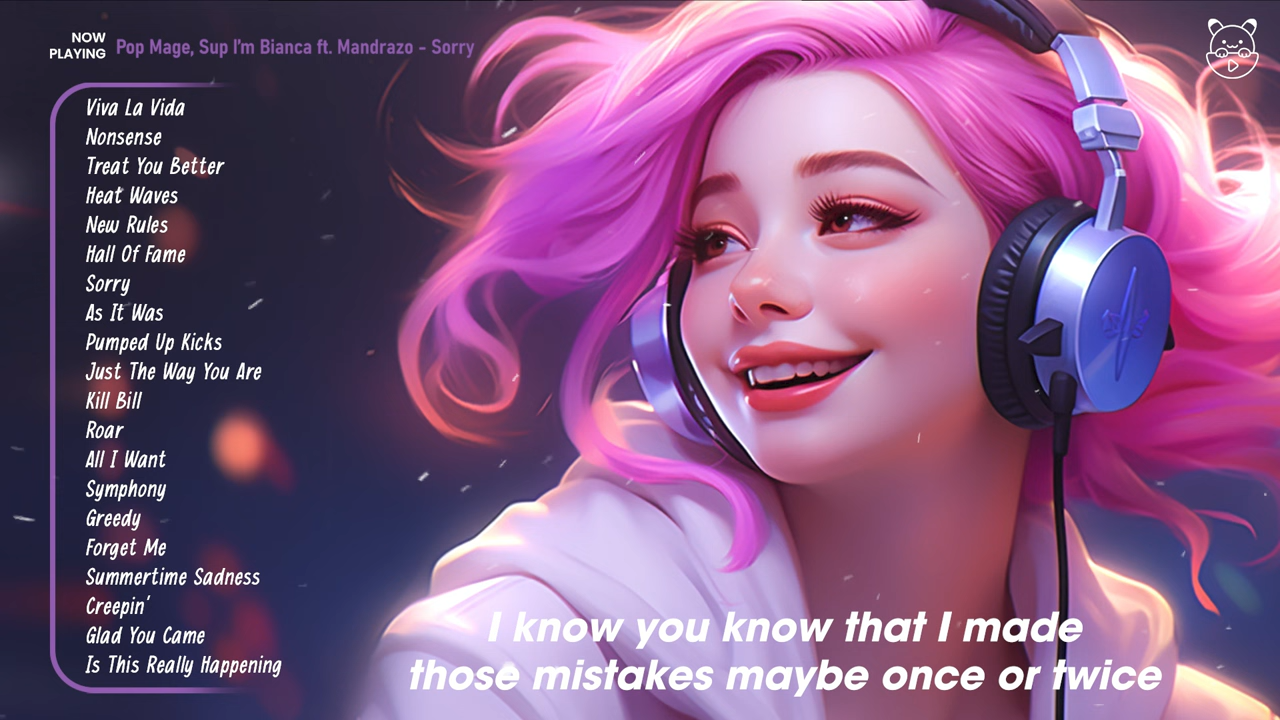 NOW
PLAYING
Pop Mage, Sup I'm Bianca ft. Mandrazo - Sorry
Viva La Vida
Nonsense
Treat You Better
Heat Waves
New Rules
Hall Of Fame
Sorry
As It Was
Pumped Up Kicks
Just The Way You Are
Kill Bill
Roar
All I Want
Symphony
Greedy
Forget Me
Summertime Sadness
Creepin'
Glad You Came
Is This Really Happening
I know you know that I made
those mistakes maybe once or twice